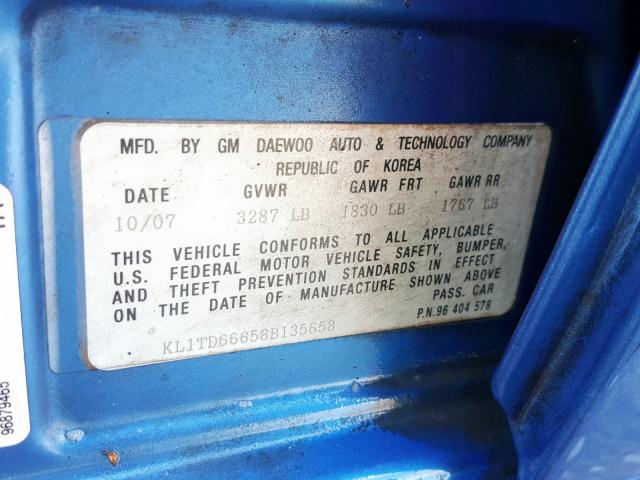 MFD. BY GM DAEWOO AUTO & TECHNOLOGY COMPANY
REPUBLIC OF KOREA
DATE GVWR GAWR FRT GAWR RR
10/07 3287 LB 1830 LB 1767 LB
THIS VEHICLE CONFORMS TO ALL APPLICABLE
U.S. FEDERAL MOTOR VEHICLE SAFETY, BUMPER,
AND THEFT PREVENTION STANDARDS IN EFFECT
ON THE DATE OF MANUFACTURE SHOWN ABOVE
PASS. CAR
P.N.96 404 578
KL1TD66658B135658
96879465